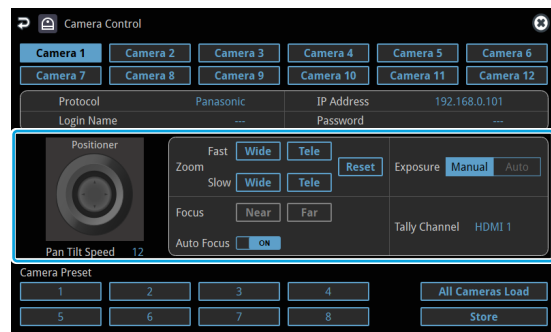 Camera Control
Camera 1 Camera 2 Camera 3 Camera 4 Camera 5 Camera 6
Camera 7 Camera 8 Camera 9 Camera 10 Camera 11 Camera 12
Protocol Panasonic IP Address 192.168.0.101
Login Name --- Password ---
Positioner
Fast Wide Tele
Zoom Reset Exposure Manual Auto
Slow Wide Tele
Focus Near Far
Tally Channel HDMI 1
Auto Focus ON
Pan Tilt Speed 12
Camera Preset
1 2 3 4 All Cameras Load
5 6 7 8 Store